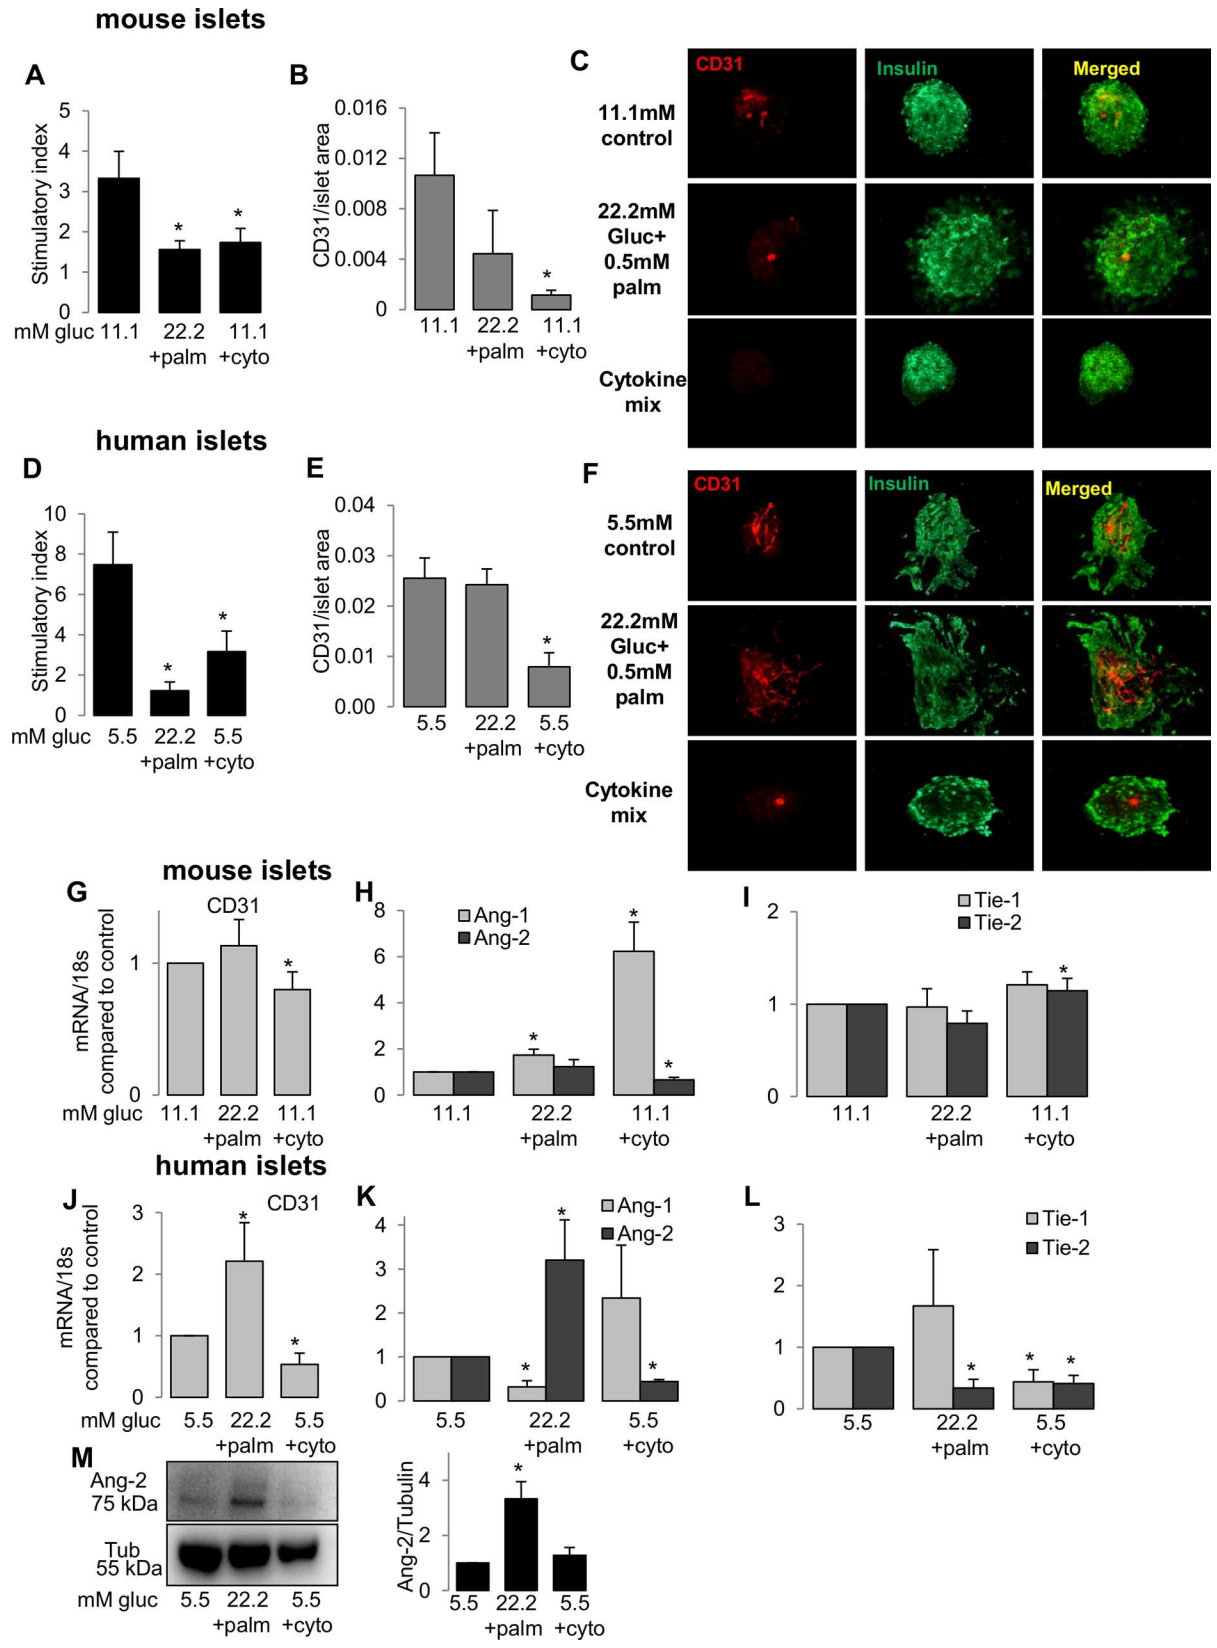 mouse islets
A
Stimulatory index
5
4
3
2
1
0
*
*
mM gluc 11.1 22.2 11.1
+palm +cyto
B
CD31/islet area
0.016
0.012
0.008
0.004
0
*
11.1 22.2 11.1
+palm +cyto
C
CD31 Insulin Merged
11.1mM
control
22.2mM
Gluc+
0.5mM
palm
Cytokine
mix
human islets
D
Stimulatory index
10
8
6
4
2
0
*
*
mM gluc 5.5 22.2 5.5
+palm +cyto
E
CD31/islet area
0.04
0.03
0.02
0.01
0.00
*
5.5 22.2 5.5
+palm +cyto
F
CD31 Insulin Merged
5.5mM
control
22.2mM
Gluc+
0.5mM
palm
Cytokine
mix
mouse islets
G
CD31
mRNA/18s
compared to control
1
0
*
mM gluc 11.1 22.2 11.1
+palm +cyto
H
Ang-1
Ang-2
8
6
4
2
0
*
*
*
11.1 22.2 11.1
+palm +cyto
I
Tie-1
Tie-2
2
1
0
*
11.1 22.2 11.1
+palm +cyto
human islets
J
CD31
mRNA/18s
compared to control
3
2
1
0
*
*
mM gluc 5.5 22.2 5.5
+palm +cyto
K
Ang-1
Ang-2
4
3
2
1
0
*
*
*
5.5 22.2 5.5
+palm +cyto
L
Tie-1
Tie-2
3
2
1
0
*
*
*
5.5 22.2 5.5
+palm +cyto
M
Ang-2
75 kDa
Tub
55 kDa
mM gluc 5.5 22.2 5.5
+palm +cyto
Ang-2/Tubulin
4
2
0
*
5.5 22.2 5.5
+palm +cyto